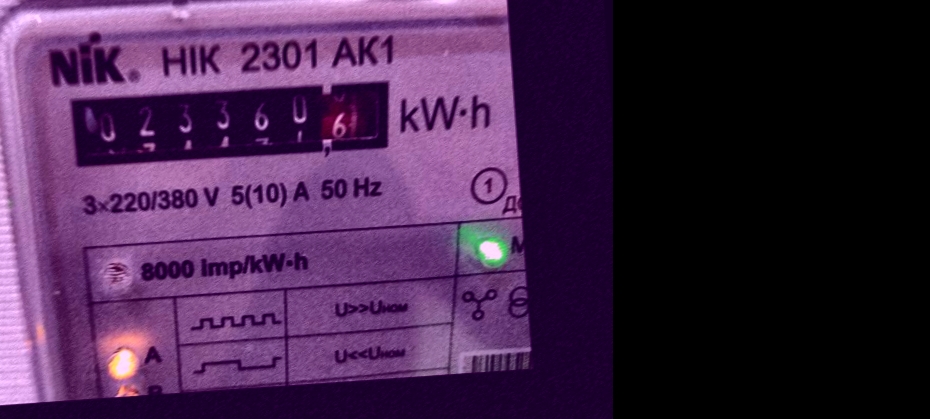 NiK. НІК 2301 АК1
0 2 3 3 6 0 , 6 kW·h
3×220/380 V 5(10) A 50 Hz
1
8000 imp/kW·h
U>>Uном
A
U<<Uном